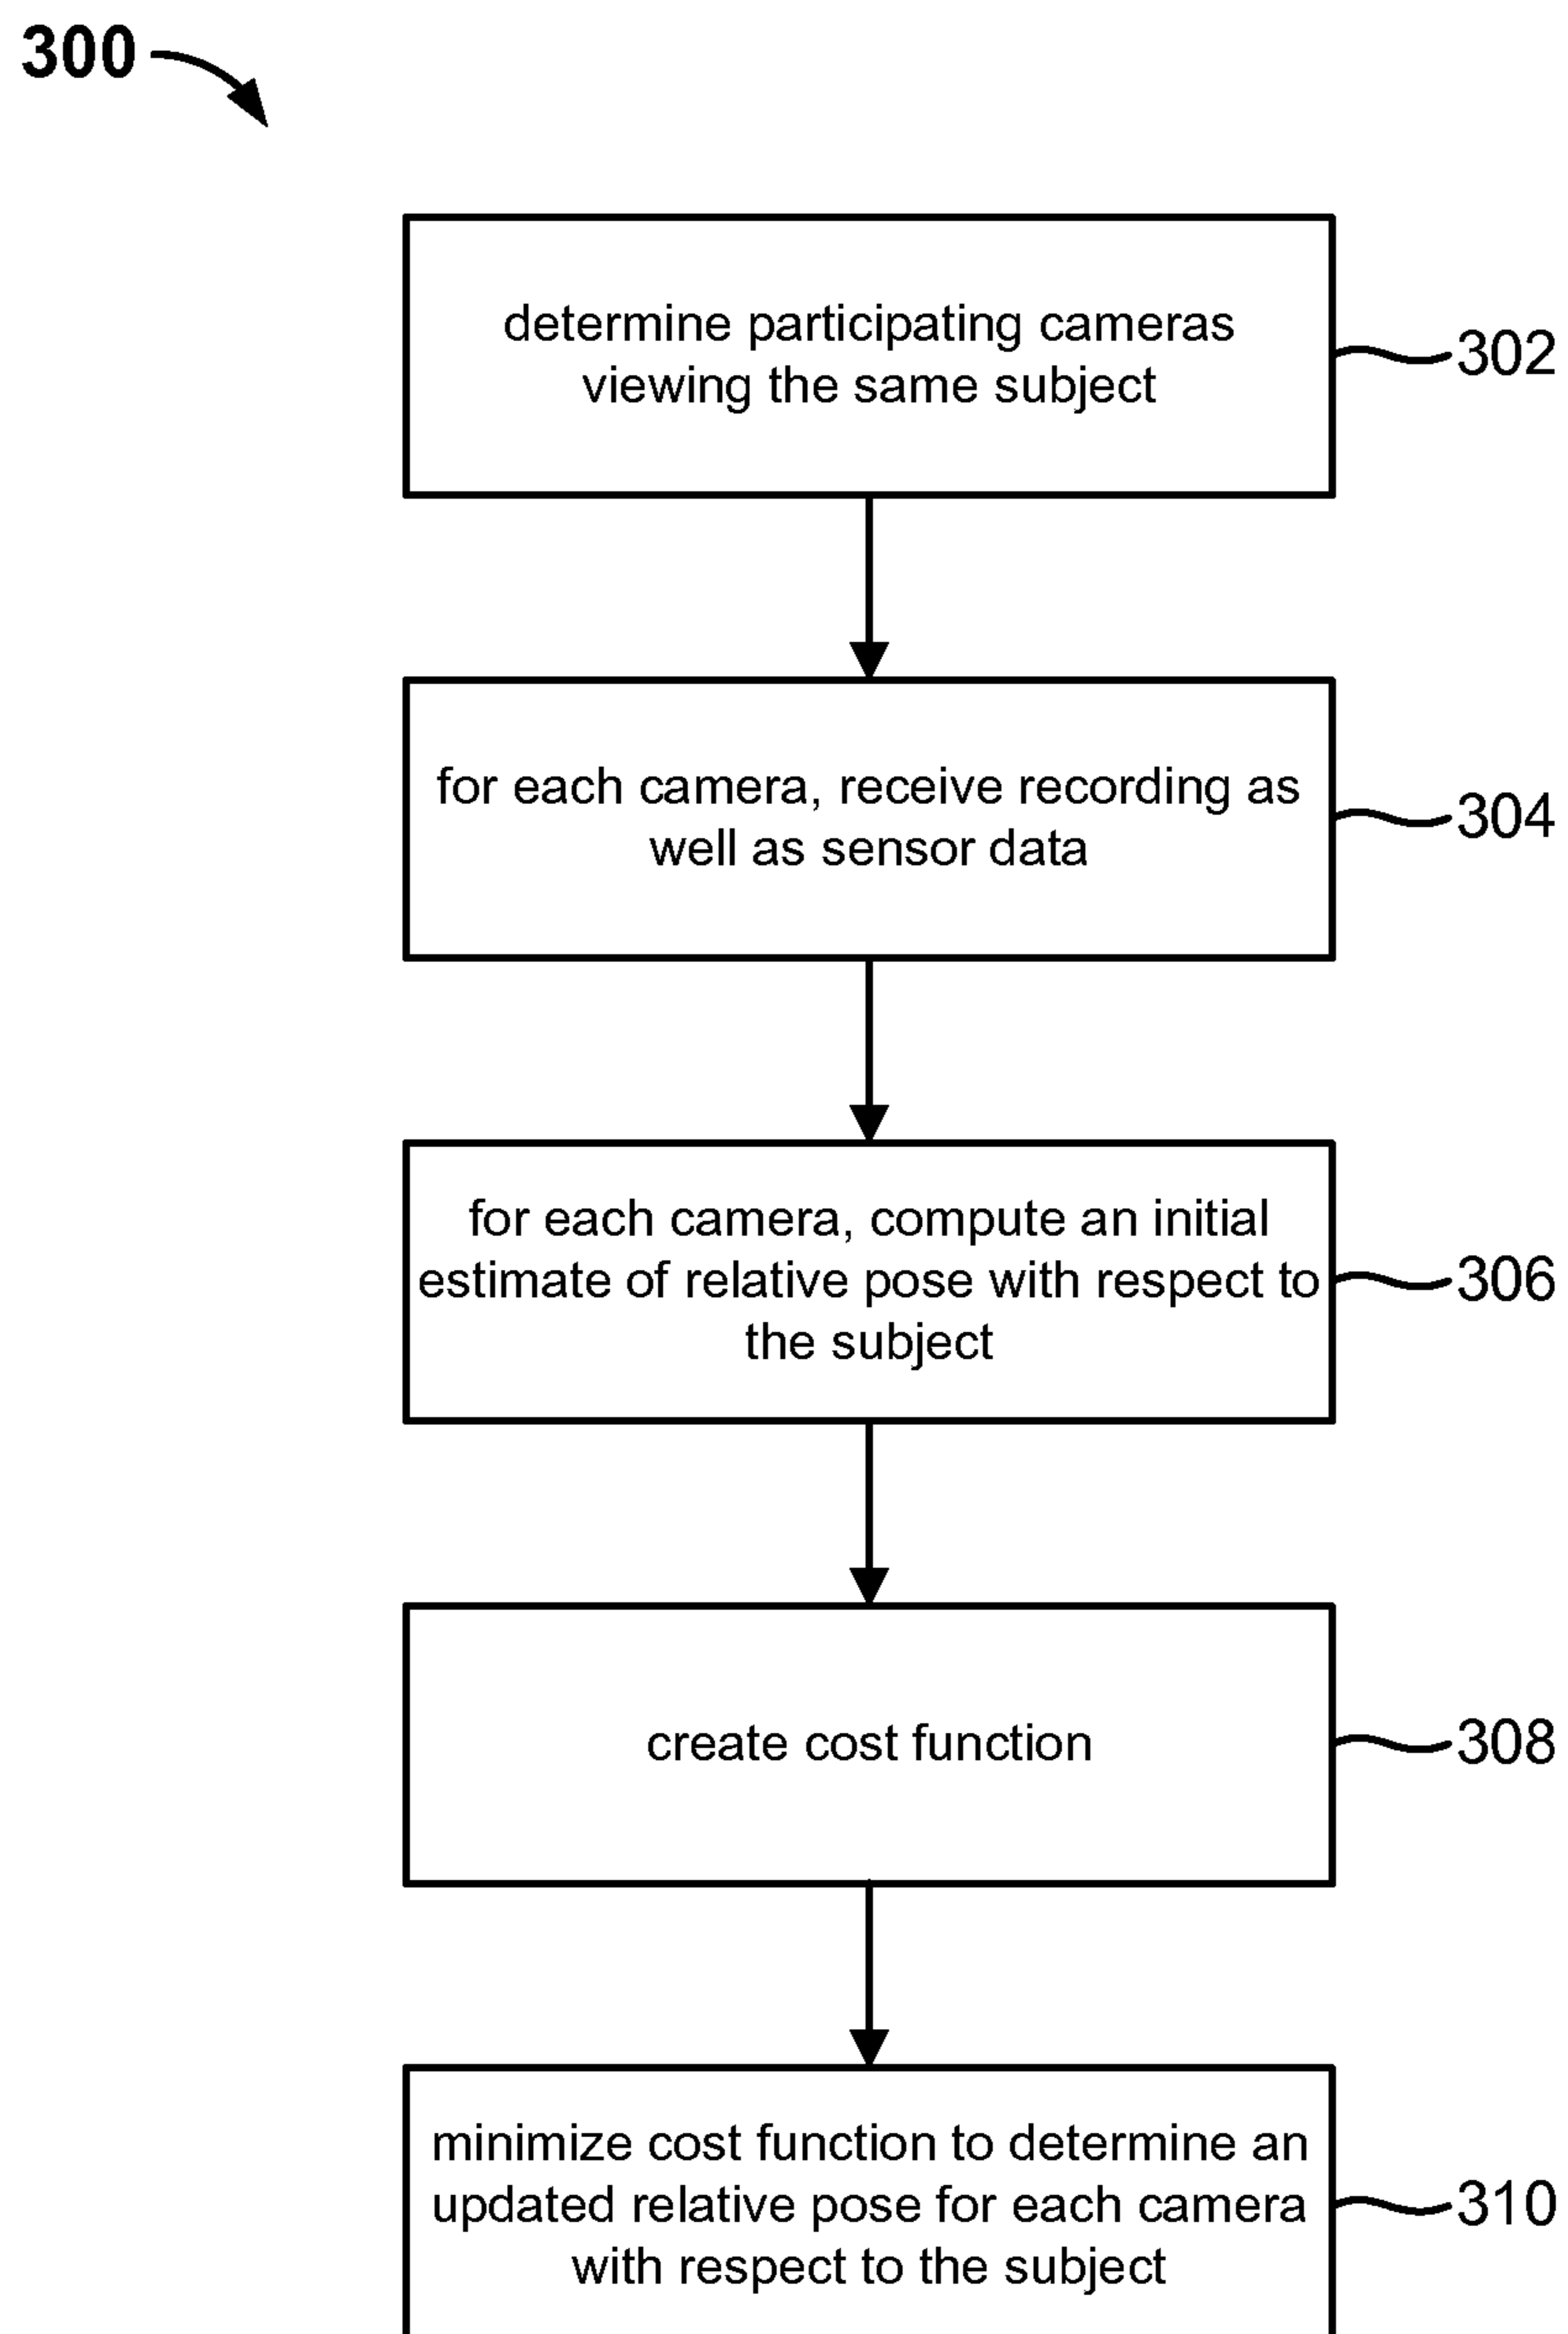 300
determine participating cameras
viewing the same subject
302
for each camera, receive recording as
well as sensor data
304
for each camera, compute an initial
estimate of relative pose with respect to
the subject
306
create cost function
308
minimize cost function to determine an
updated relative pose for each camera
with respect to the subject
310